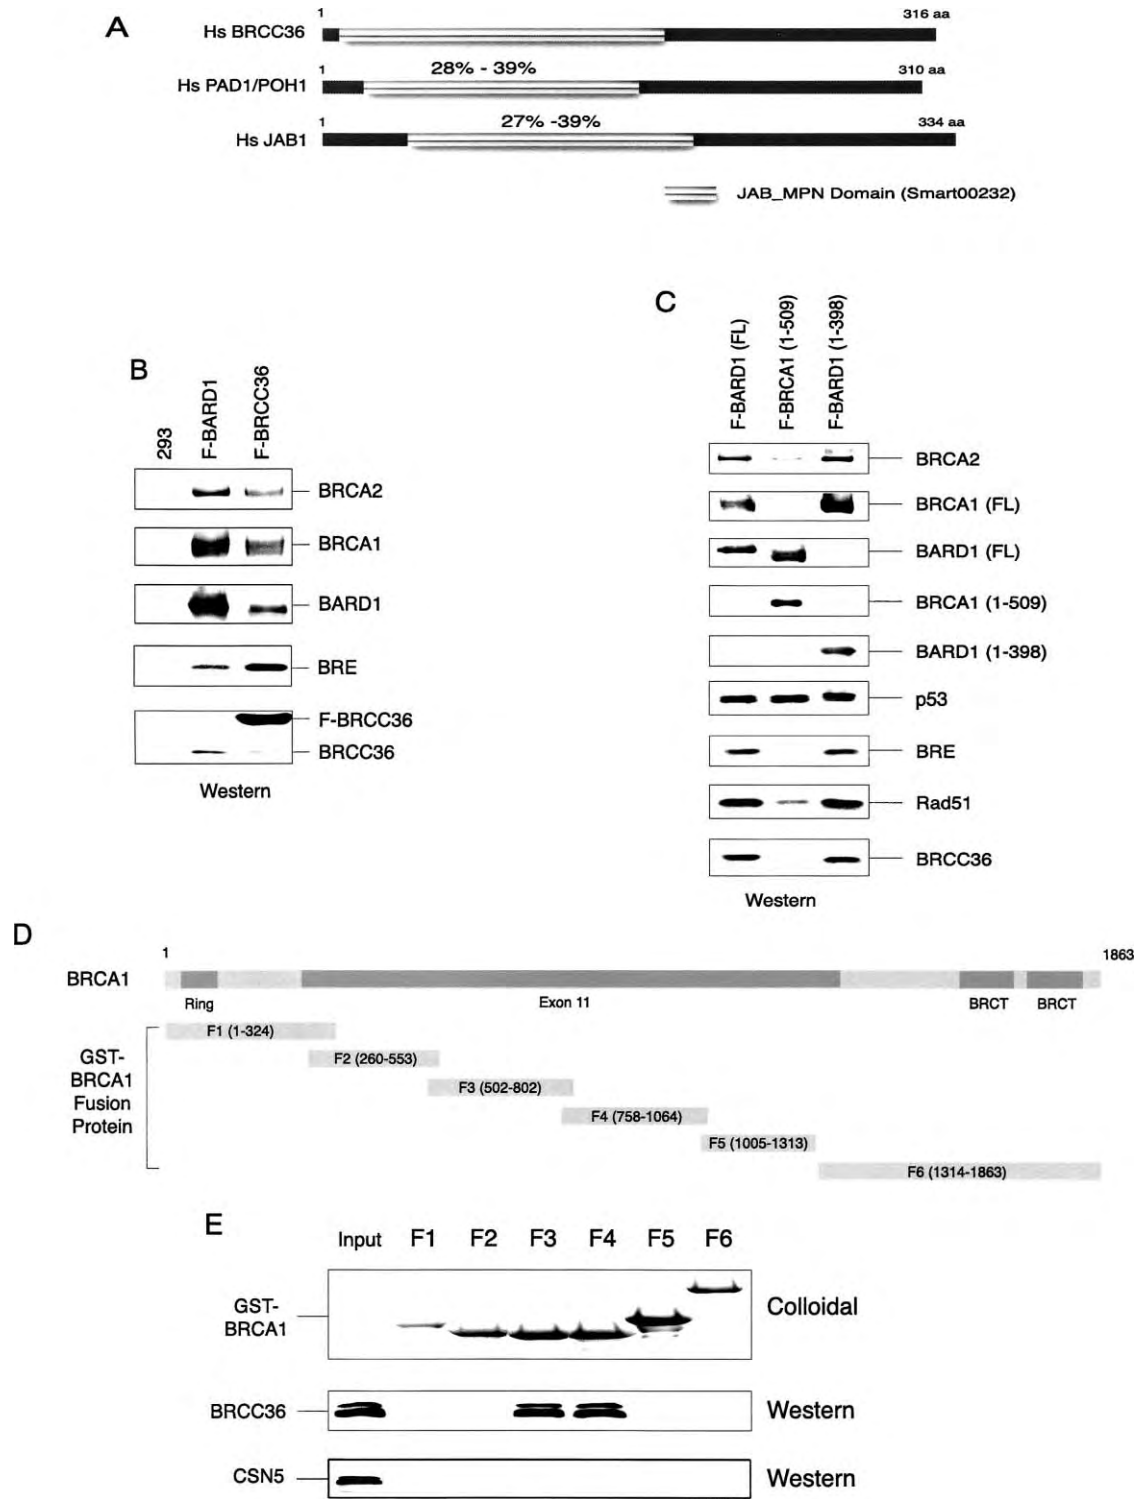 A
1 316 aa
Hs BRCC36
1 28% - 39% 310 aa
Hs PAD1/POH1
1 27% -39% 334 aa
Hs JAB1
JAB_MPN Domain (Smart00232)
B
293 F-BARD1 F-BRCC36
BRCA2
BRCA1
BARD1
BRE
F-BRCC36
BRCC36
Western
C
F-BARD1 (FL) F-BRCA1 (1-509) F-BARD1 (1-398)
BRCA2
BRCA1 (FL)
BARD1 (FL)
BRCA1 (1-509)
BARD1 (1-398)
p53
BRE
Rad51
BRCC36
Western
D
1 1863
BRCA1
Ring Exon 11 BRCT BRCT
GST-
BRCA1
Fusion
Protein
F1 (1-324)
F2 (260-553)
F3 (502-802)
F4 (758-1064)
F5 (1005-1313)
F6 (1314-1863)
E
Input F1 F2 F3 F4 F5 F6
GST-
BRCA1
Colloidal
BRCC36 Western
CSN5 Western